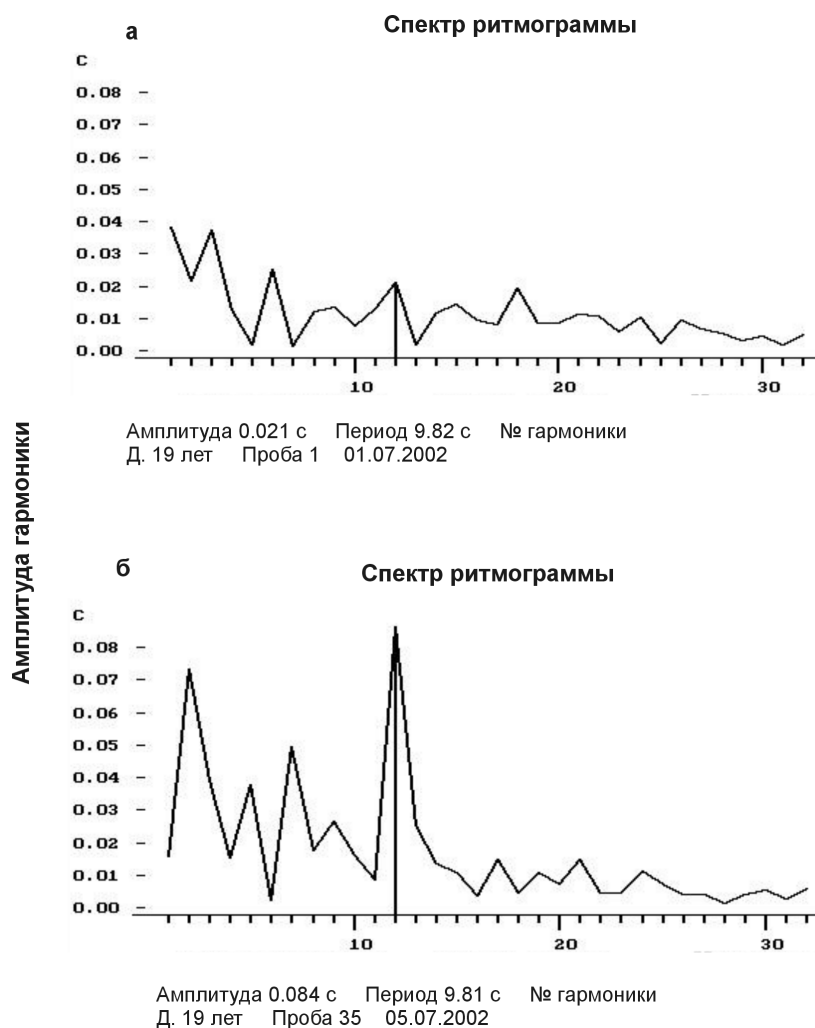 а
Спектр ритмограммы
с
0.08
0.07
0.06
0.05
0.04
0.03
0.02
0.01
0.00
10 20 30
Амплитуда 0.021 с Период 9.82 с № гармоники
Д. 19 лет Проба 1 01.07.2002
Амплитуда гармоники
б
Спектр ритмограммы
с
0.08
0.07
0.06
0.05
0.04
0.03
0.02
0.01
0.00
10 20 30
Амплитуда 0.084 с Период 9.81 с № гармоники
Д. 19 лет Проба 35 05.07.2002